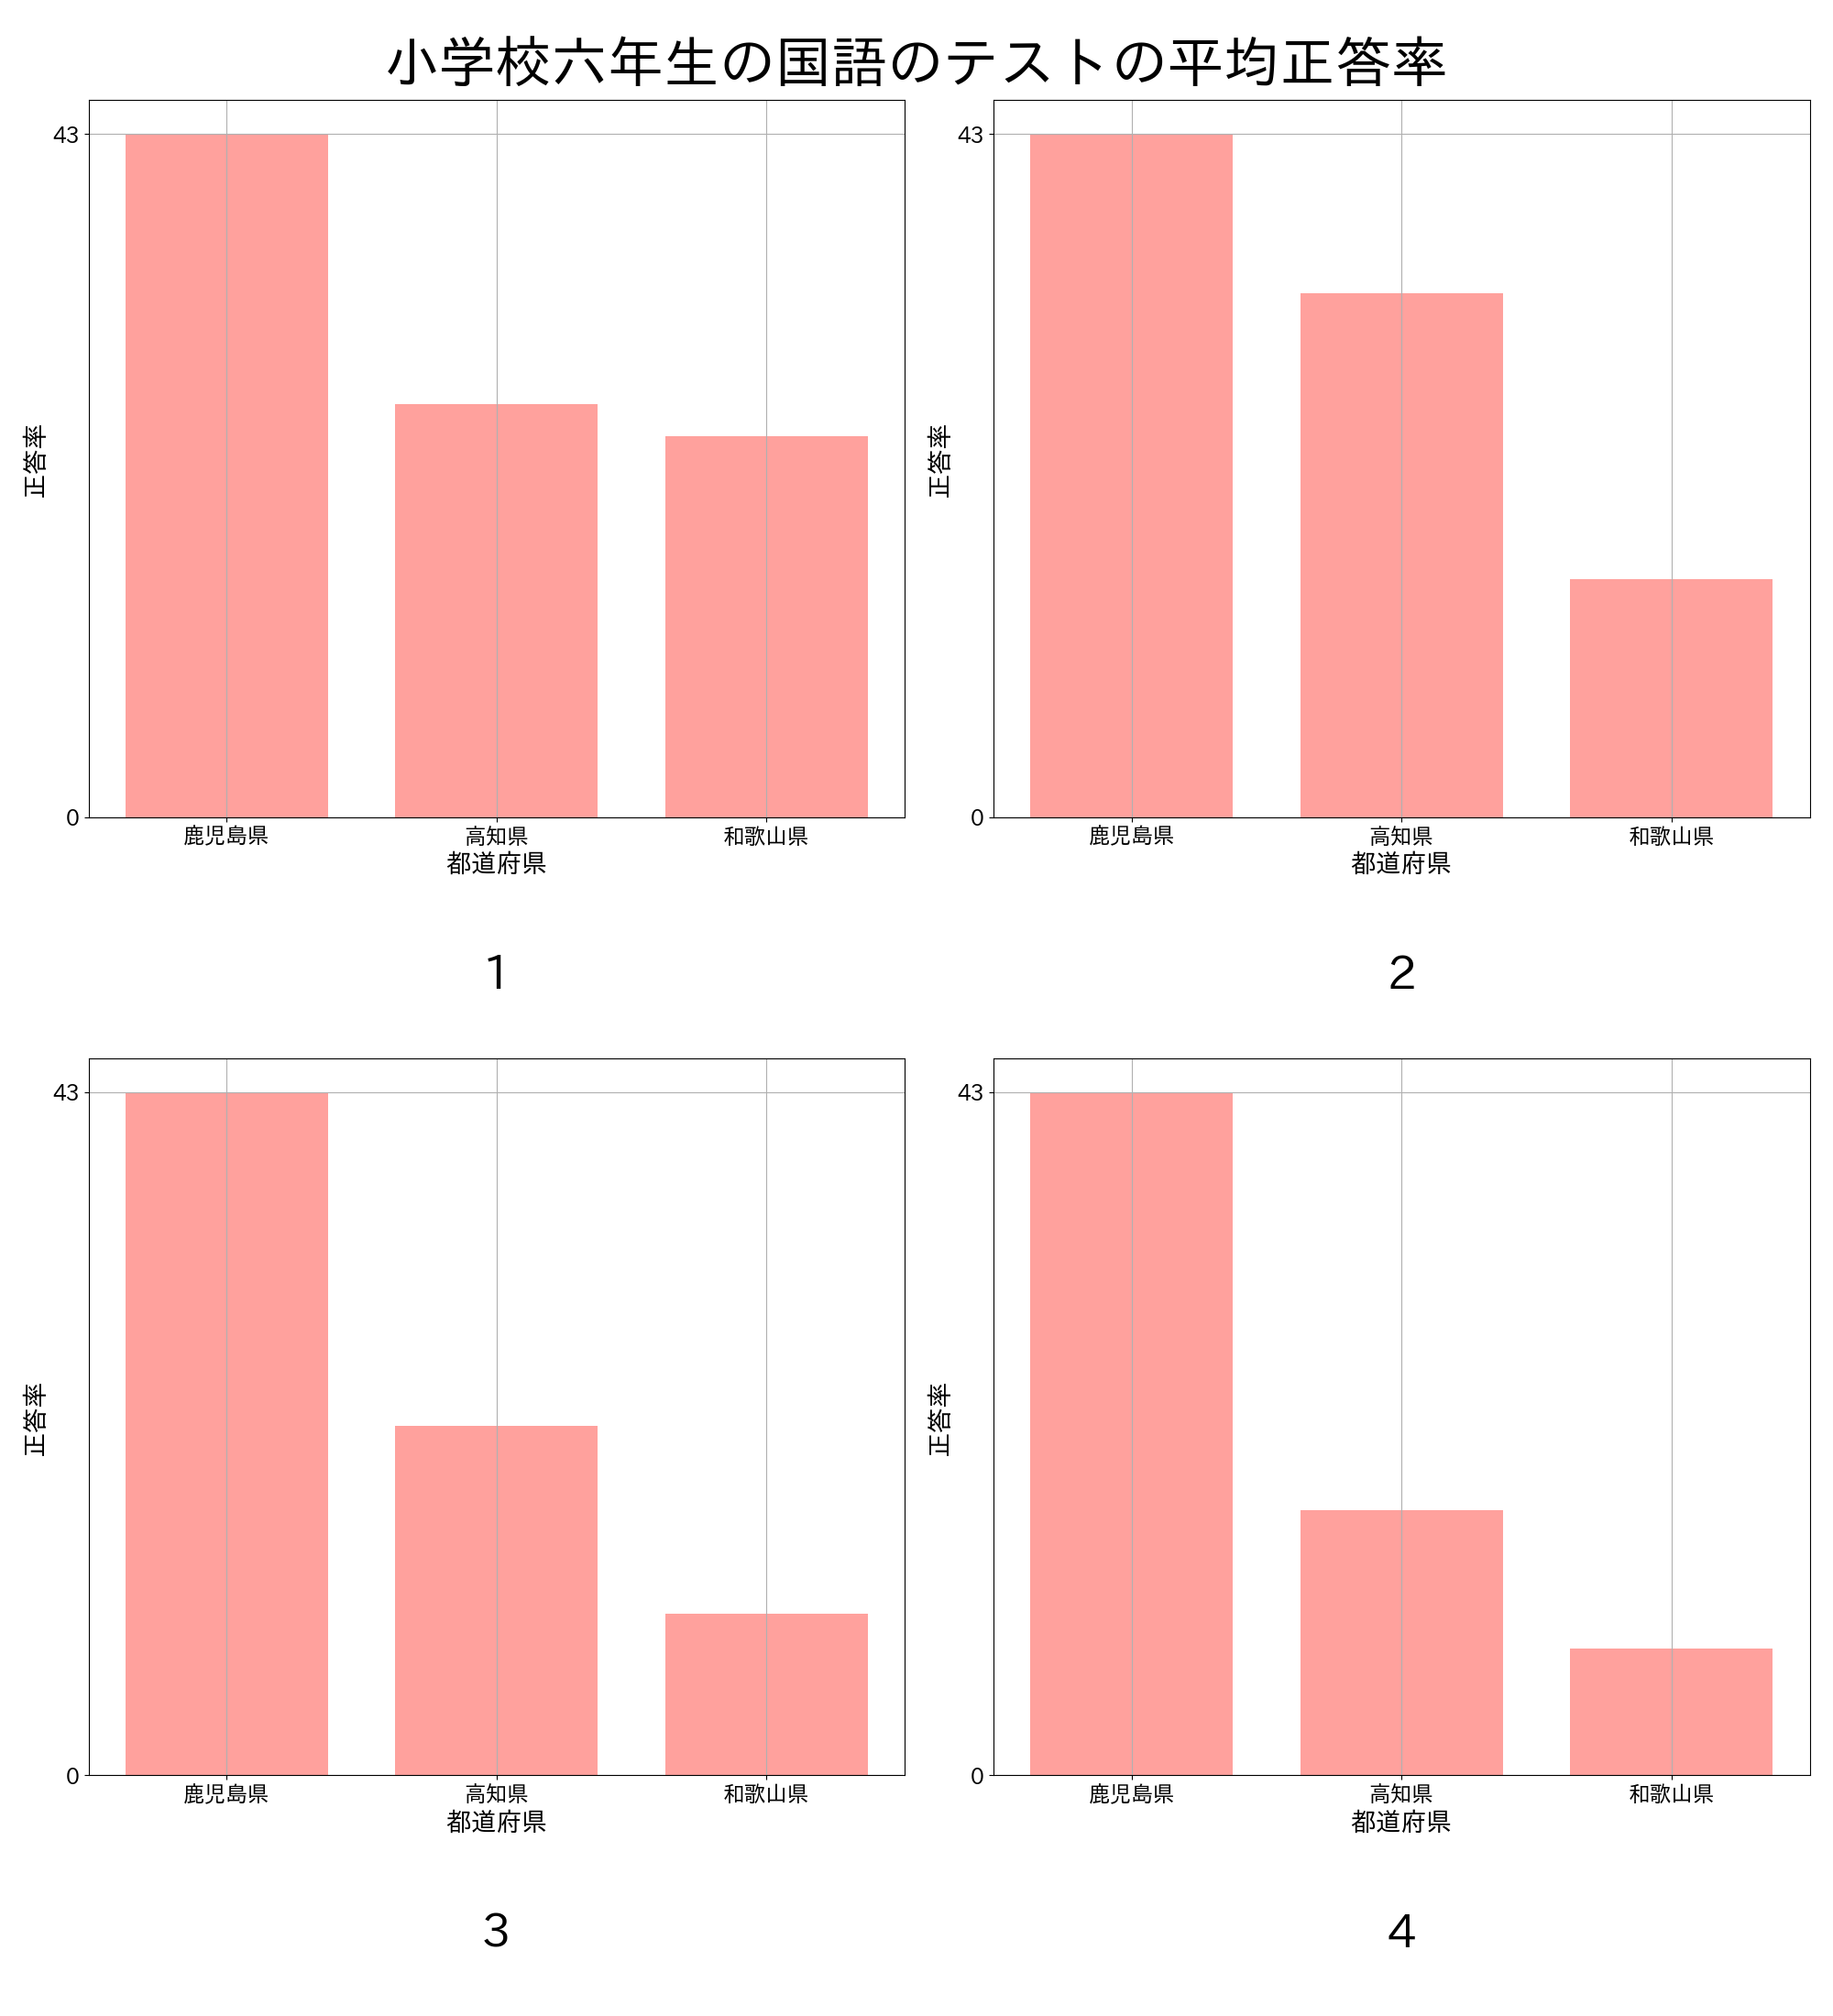 小学校六年生の国語のテストの平均正答率
43
0
正答率
鹿児島県 高知県 和歌山県
都道府県
1
43
0
正答率
鹿児島県 高知県 和歌山県
都道府県
2
43
0
正答率
鹿児島県 高知県 和歌山県
都道府県
3
43
0
正答率
鹿児島県 高知県 和歌山県
都道府県
4